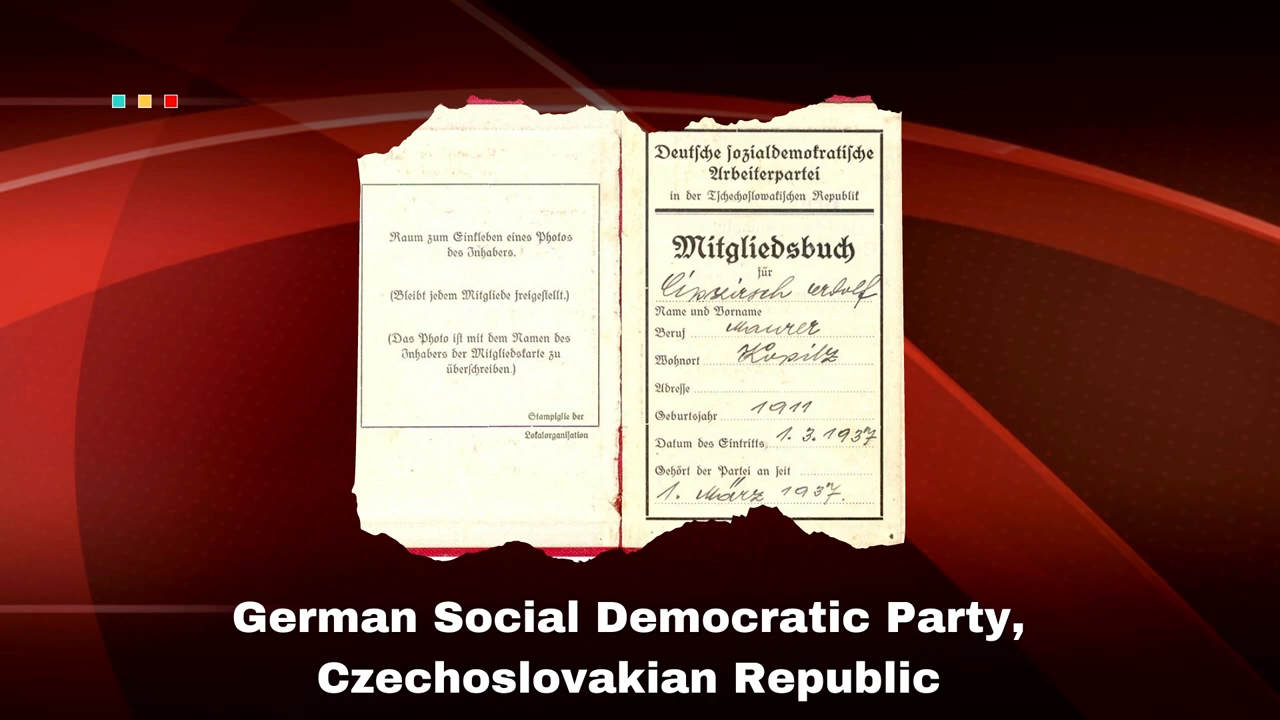 Raum zum Einkleben eines Photos
des Inhabers.
(Bleibt jedem Mitgliede freigestellt.)
(Das Photo ist mit dem Namen des
Inhabers der Mitgliedskarte zu
überschreiben.)
Stampiglie der
Lokalorganisation
Deutsche sozialdemokratische
Arbeiterpartei
in der Tschechoslowakischen Republik
Mitgliedsbuch
für
Name und Vorname
Beruf Maurer
Wohnort Kopitz
Adresse
Geburtsjahr 1911
Datum des Eintritts 1. 3. 1937
Gehört der Partei an seit
1. März 1937.
German Social Democratic Party,
Czechoslovakian Republic